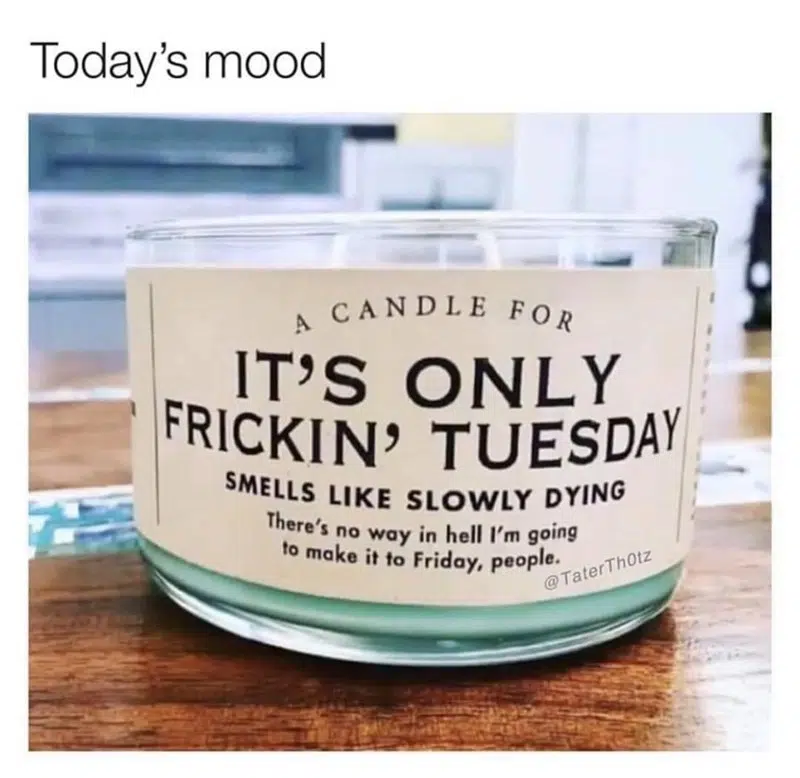 Today's mood
A CANDLE FOR
IT'S ONLY
FRICKIN' TUESDAY
SMELLS LIKE SLOWLY DYING
There's no way in hell I'm going
to make it to Friday, people.
@TaterTh0tz